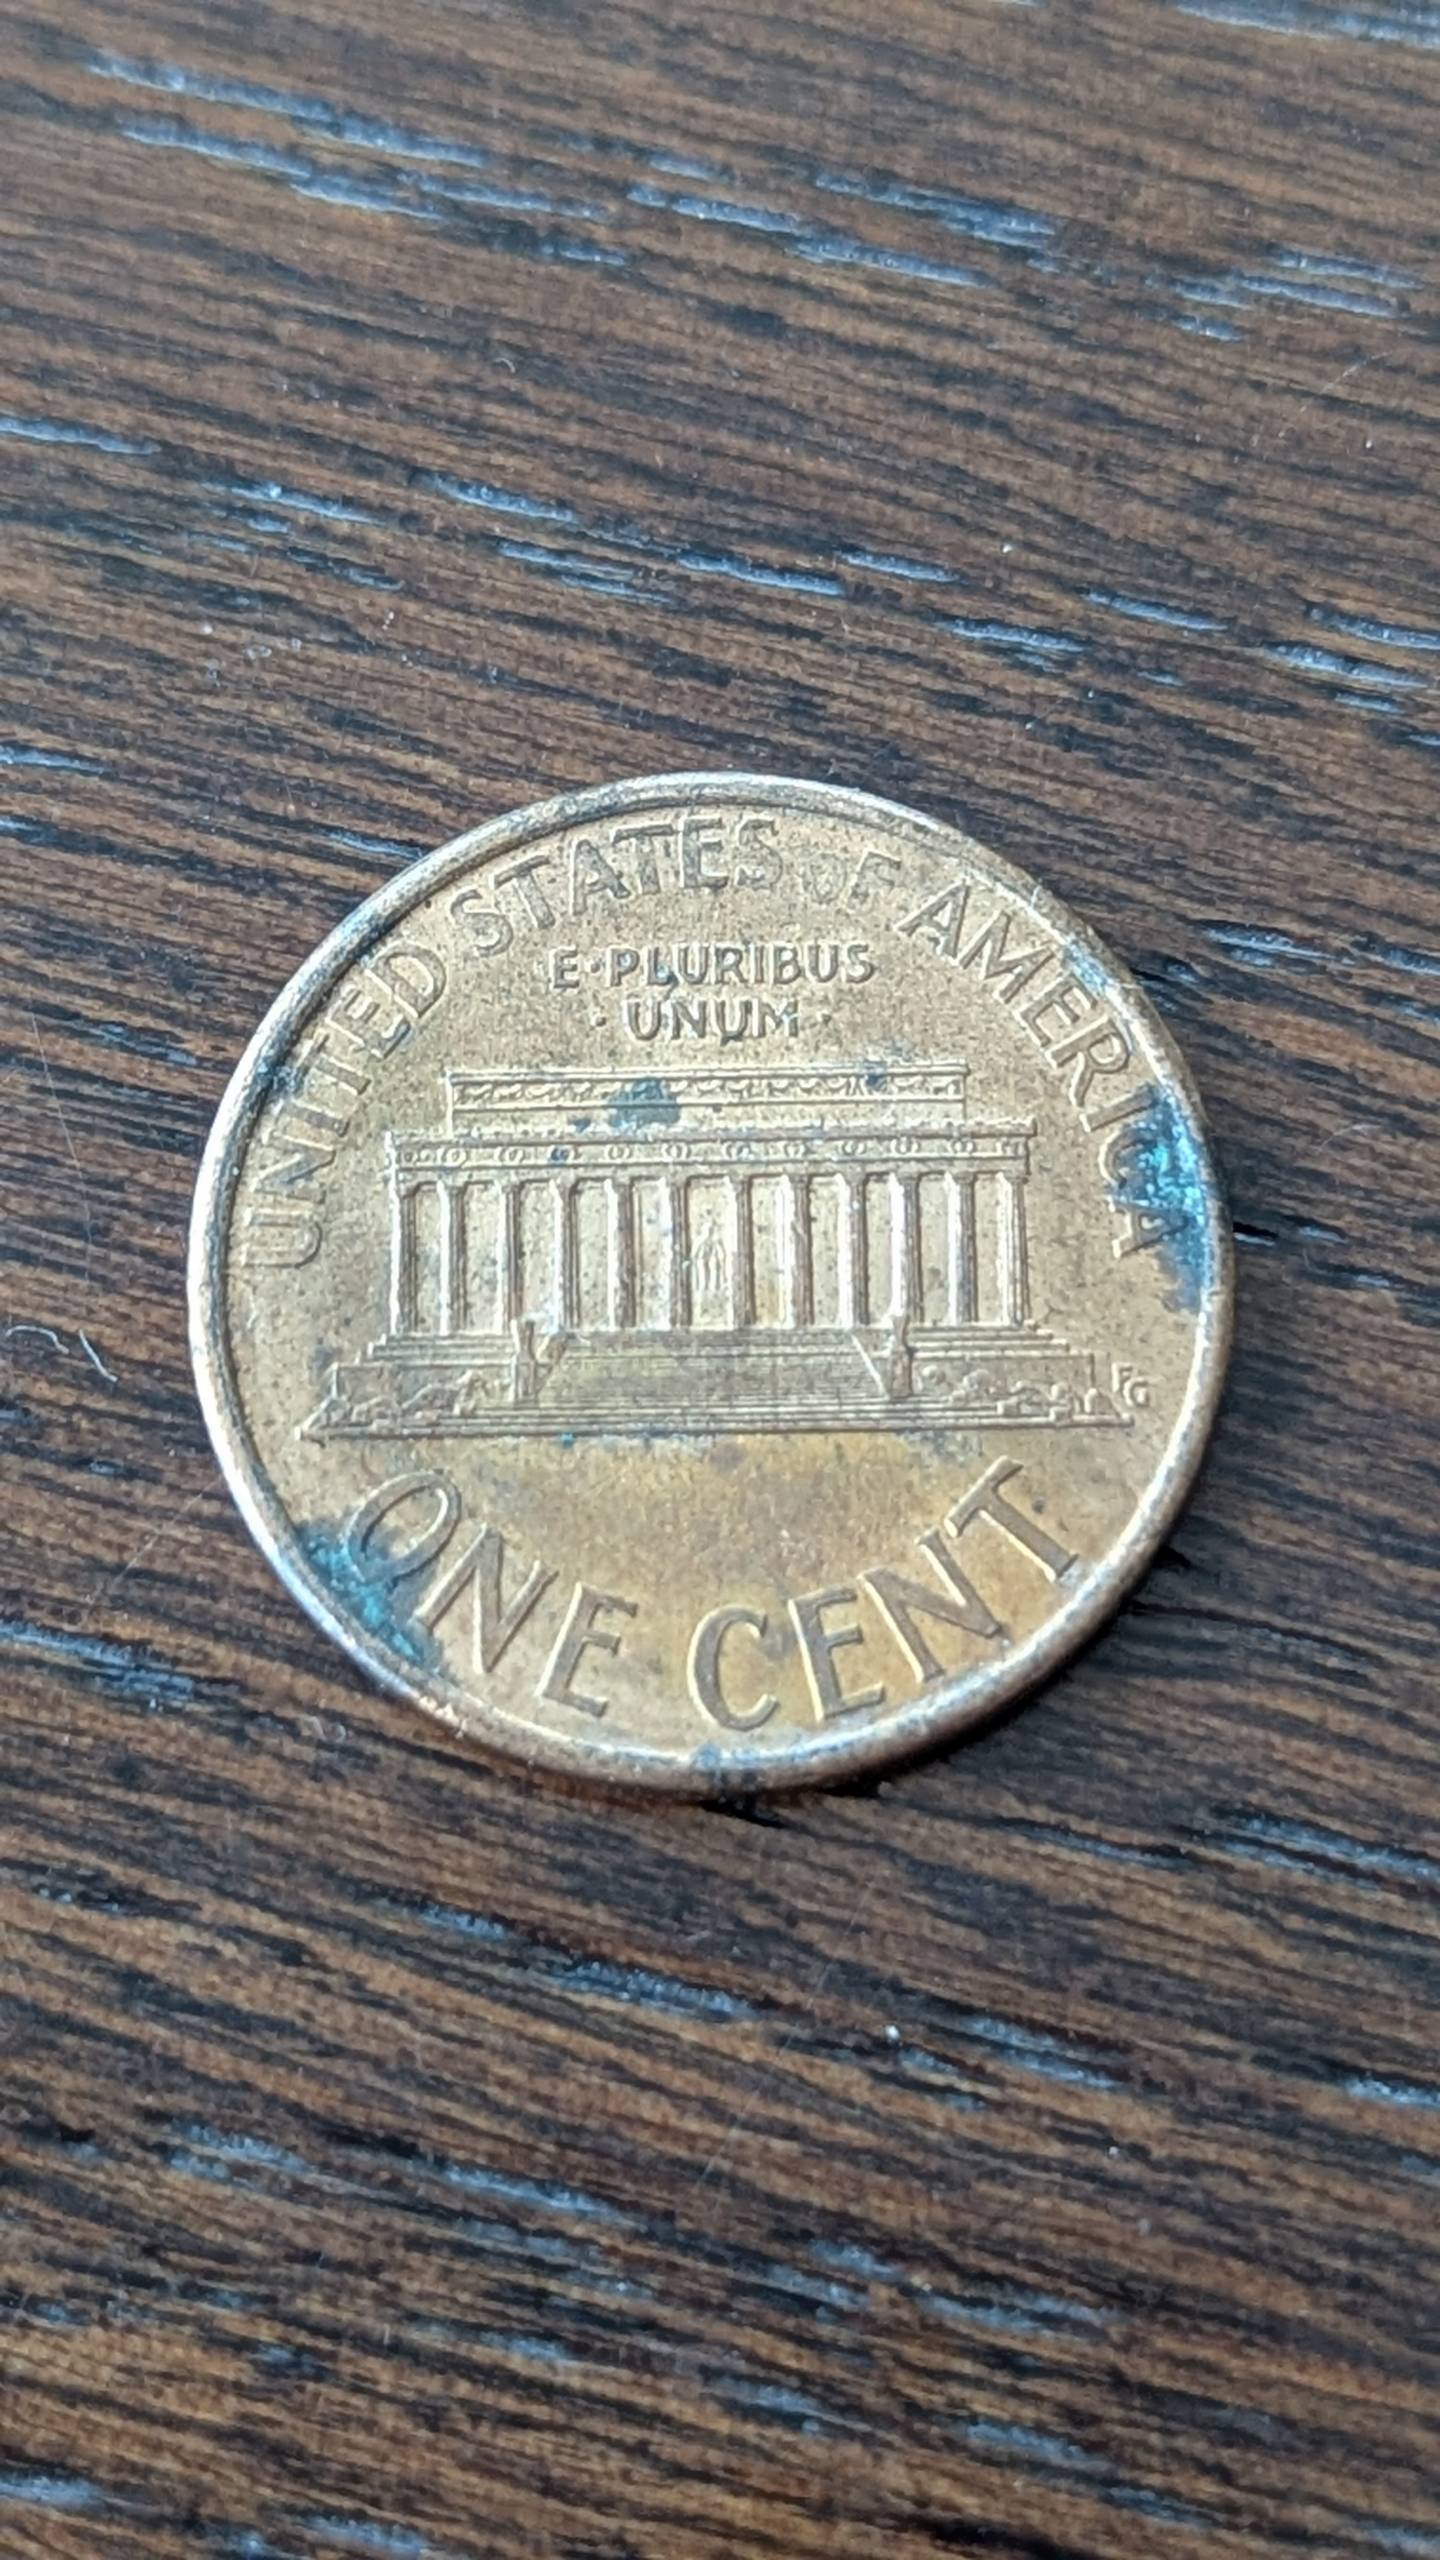 UNITED STATES OF AMERICA
E·PLURIBUS
·UNUM·
FG
ONE CENT